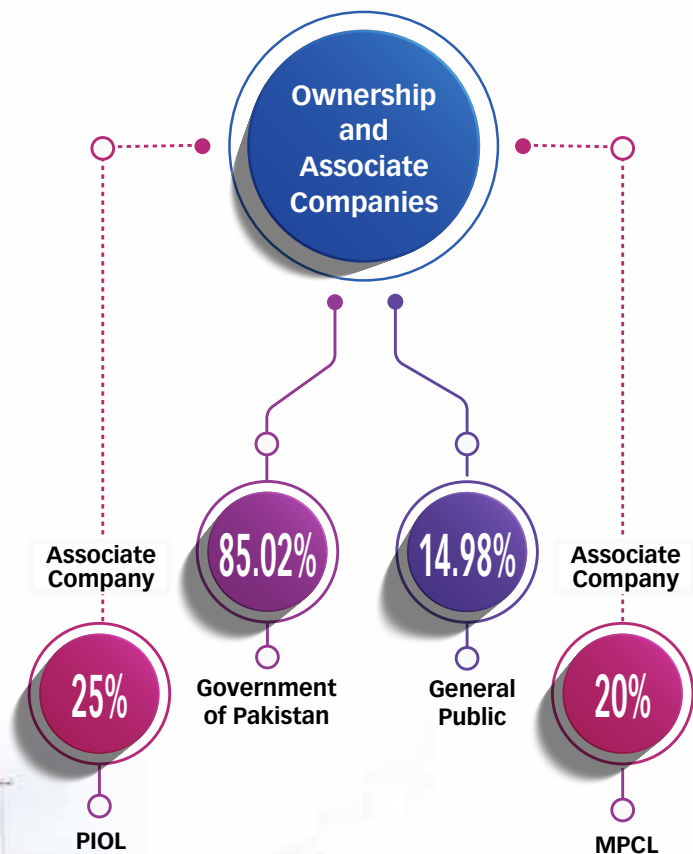 Ownership
and
Associate
Companies
85.02%
Government
of Pakistan
14.98%
General
Public
Associate
Company
25%
PIOL
Associate
Company
20%
MPCL